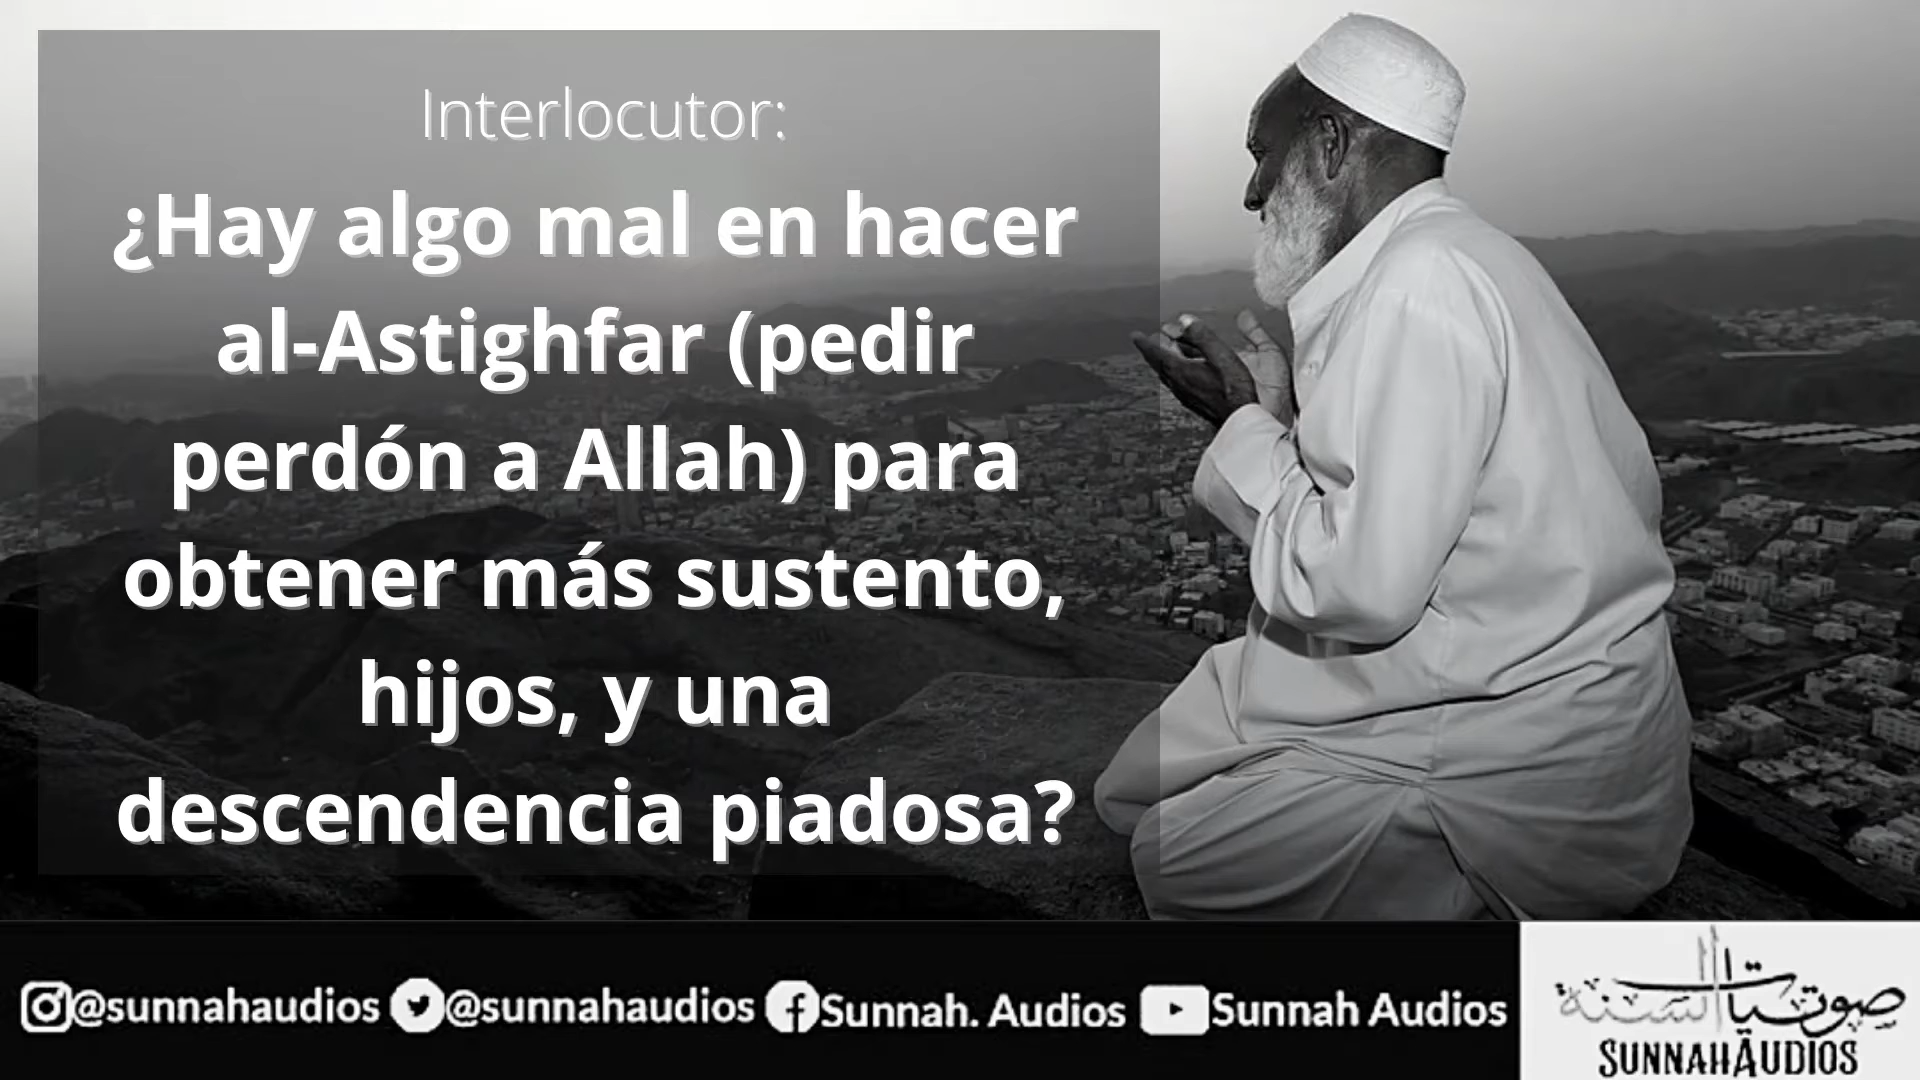 Interlocutor:
¿Hay algo mal en hacer
al-Astighfar (pedir
perdón a Allah) para
obtener más sustento,
hijos, y una
descendencia piadosa?
@sunnahaudios @sunnahaudios Sunnah. Audios Sunnah Audios
صوتيات السنة
SUNNAHAUDIOS